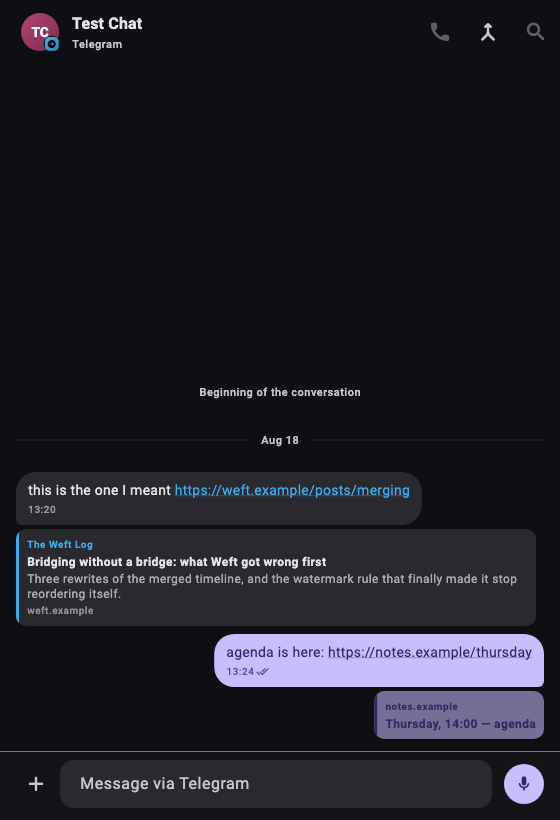 TC
Test Chat
Telegram
Beginning of the conversation
Aug 18
this is the one I meant https://weft.example/posts/merging
13:20
The Weft Log
Bridging without a bridge: what Weft got wrong first
Three rewrites of the merged timeline, and the watermark rule that finally made it stop
reordering itself.
weft.example
agenda is here: https://notes.example/thursday
13:24
notes.example
Thursday, 14:00 — agenda
Message via Telegram